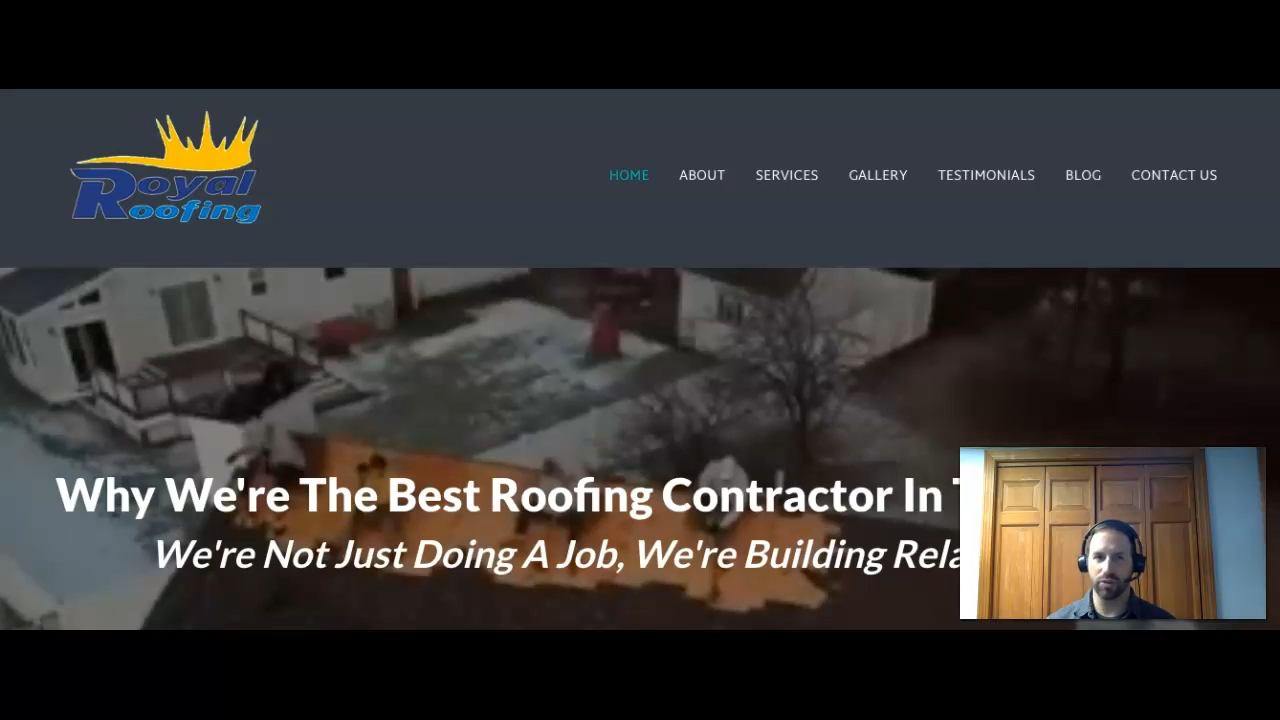 Royal
Roofing
HOME ABOUT SERVICES GALLERY TESTIMONIALS BLOG CONTACT US
Why We're The Best Roofing Contractor In
We're Not Just Doing A Job, We're Building